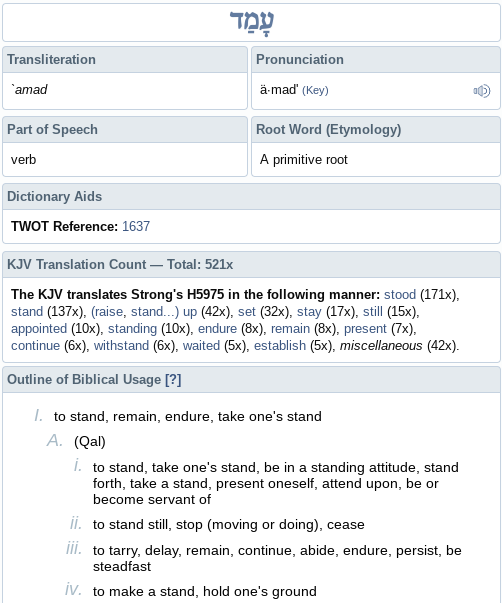 עָמַד
Transliteration
Pronunciation
`amad
ä·mad' (Key)
Part of Speech
Root Word (Etymology)
verb
A primitive root
Dictionary Aids
TWOT Reference: 1637
KJV Translation Count — Total: 521x
The KJV translates Strong's H5975 in the following manner: stood (171x),
stand (137x), (raise, stand...) up (42x), set (32x), stay (17x), still (15x),
appointed (10x), standing (10x), endure (8x), remain (8x), present (7x),
continue (6x), withstand (6x), waited (5x), establish (5x), miscellaneous (42x).
Outline of Biblical Usage [?]
I. to stand, remain, endure, take one's stand
A. (Qal)
i. to stand, take one's stand, be in a standing attitude, stand
forth, take a stand, present oneself, attend upon, be or
become servant of
ii. to stand still, stop (moving or doing), cease
iii. to tarry, delay, remain, continue, abide, endure, persist, be
steadfast
iv. to make a stand, hold one's ground